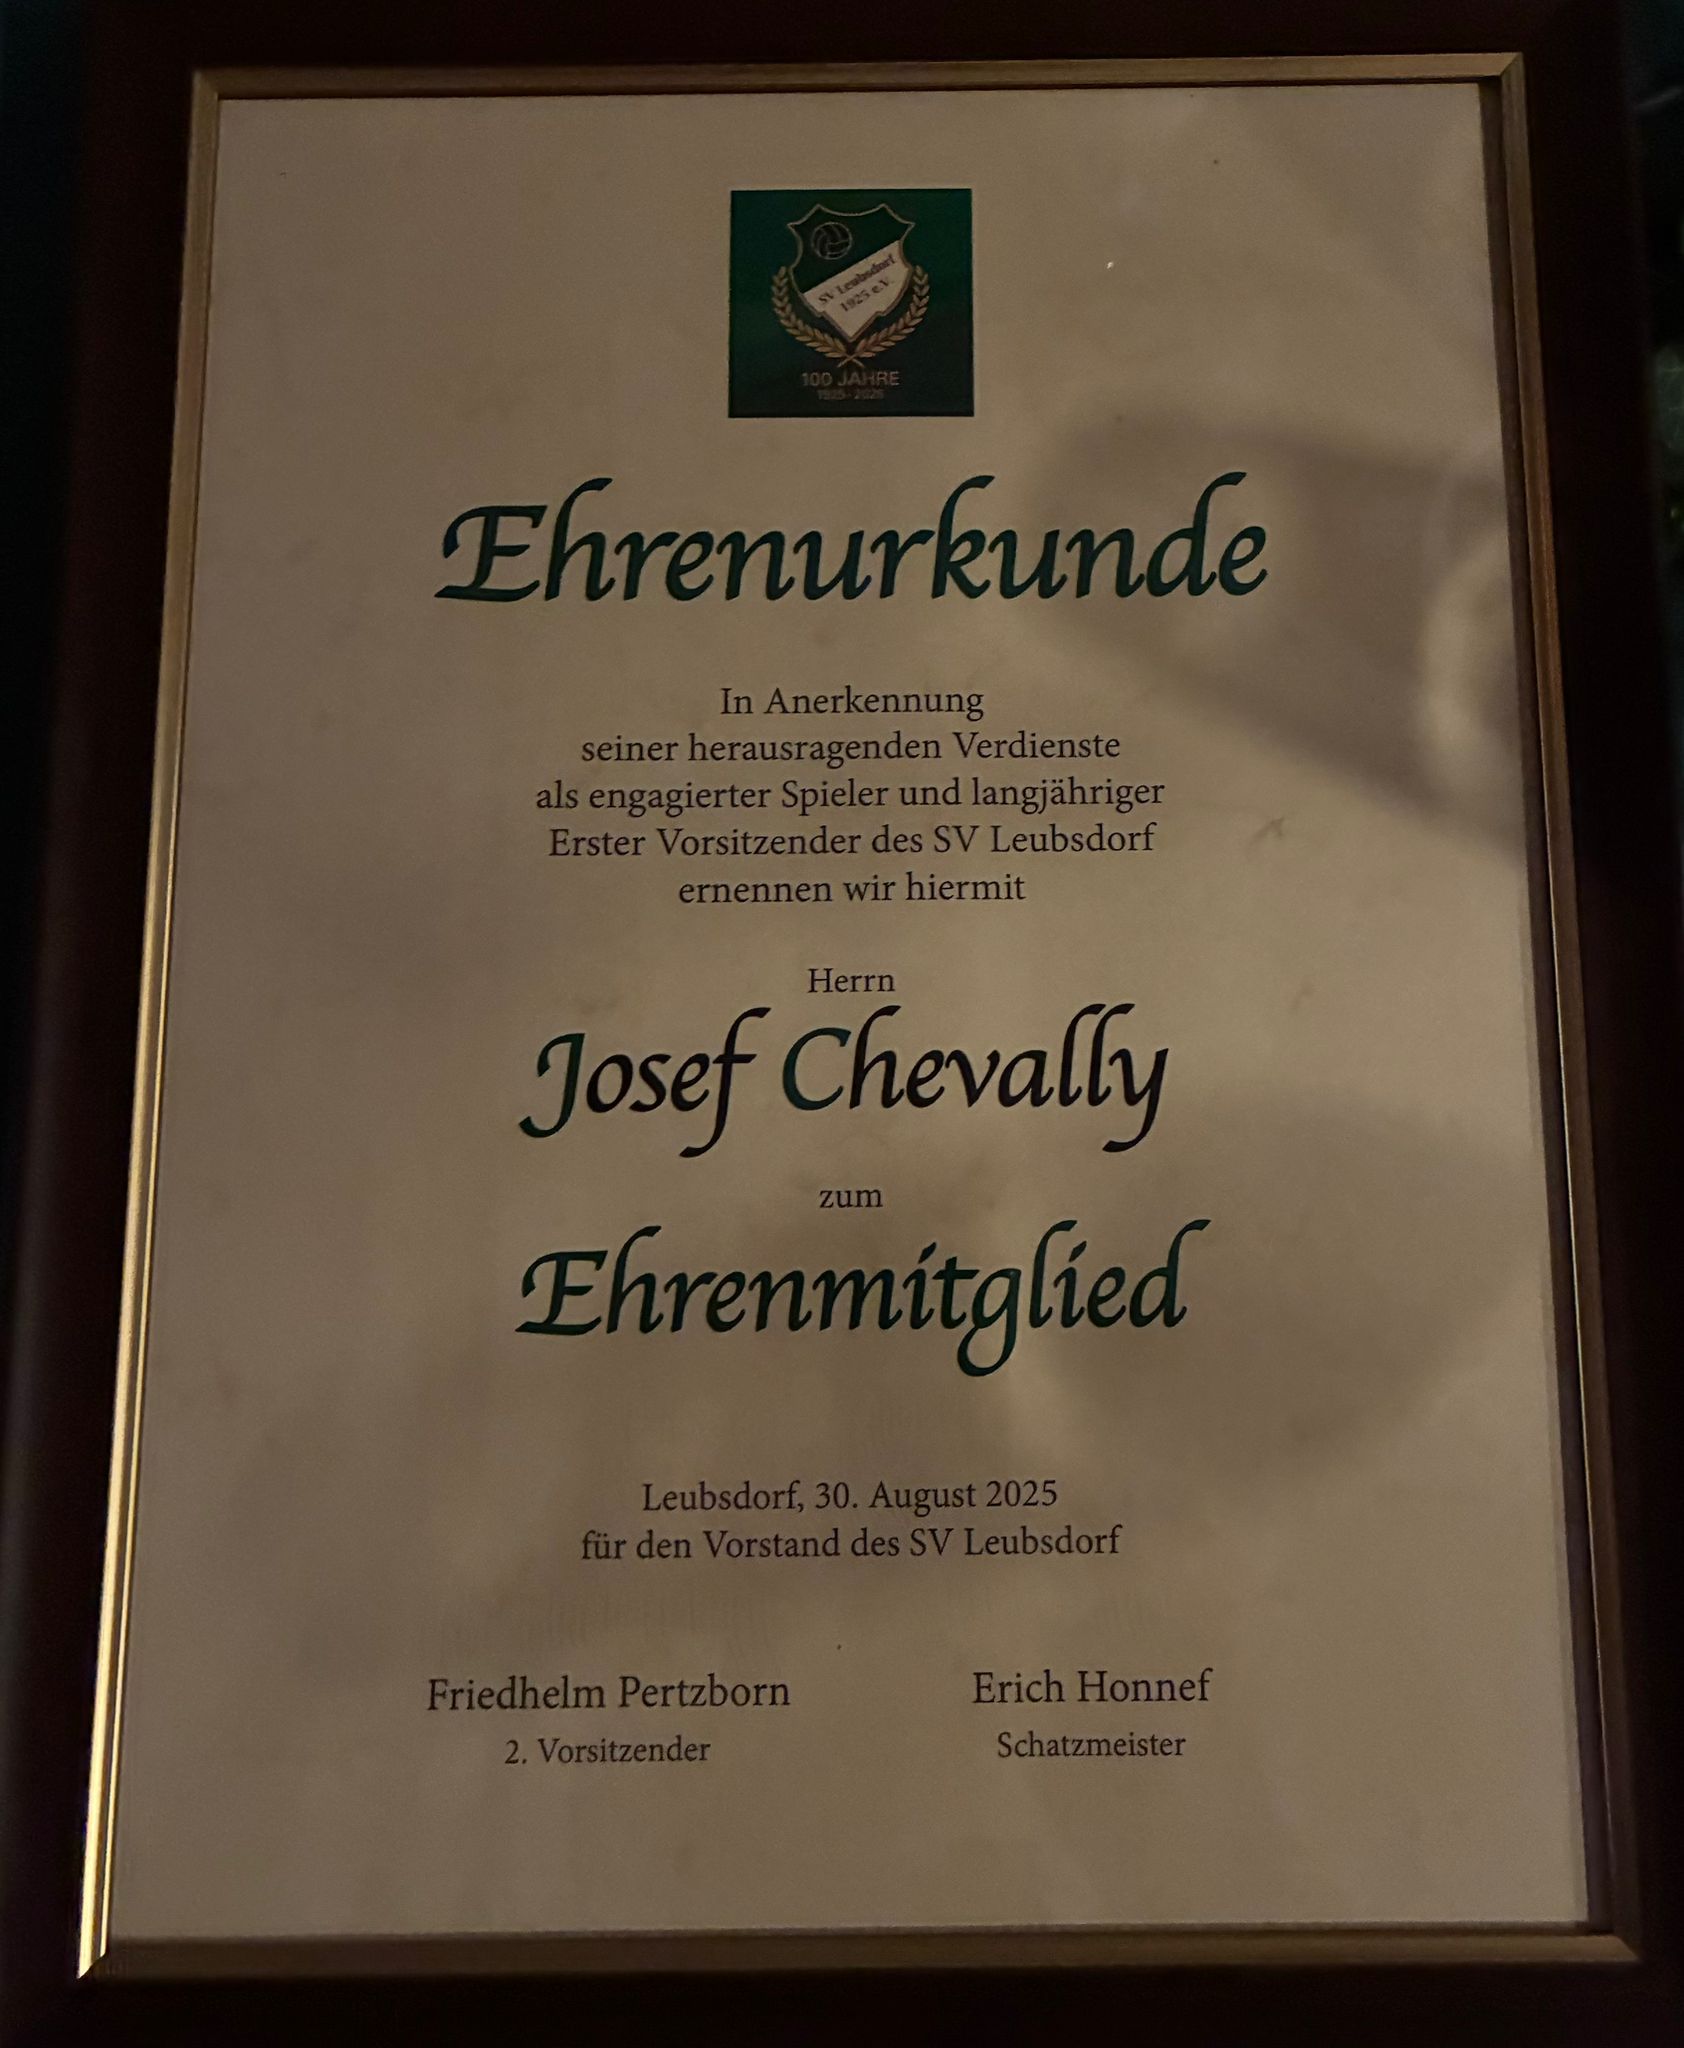 SV Leubsdorf
1925 e.V.
100 JAHRE
1925 - 2025
Ehrenurkunde
In Anerkennung
seiner herausragenden Verdienste
als engagierter Spieler und langjähriger
Erster Vorsitzender des SV Leubsdorf
ernennen wir hiermit
Herrn
Josef Chevally
zum
Ehrenmitglied
Leubsdorf, 30. August 2025
für den Vorstand des SV Leubsdorf
Friedhelm Pertzborn
2. Vorsitzender
Erich Honnef
Schatzmeister